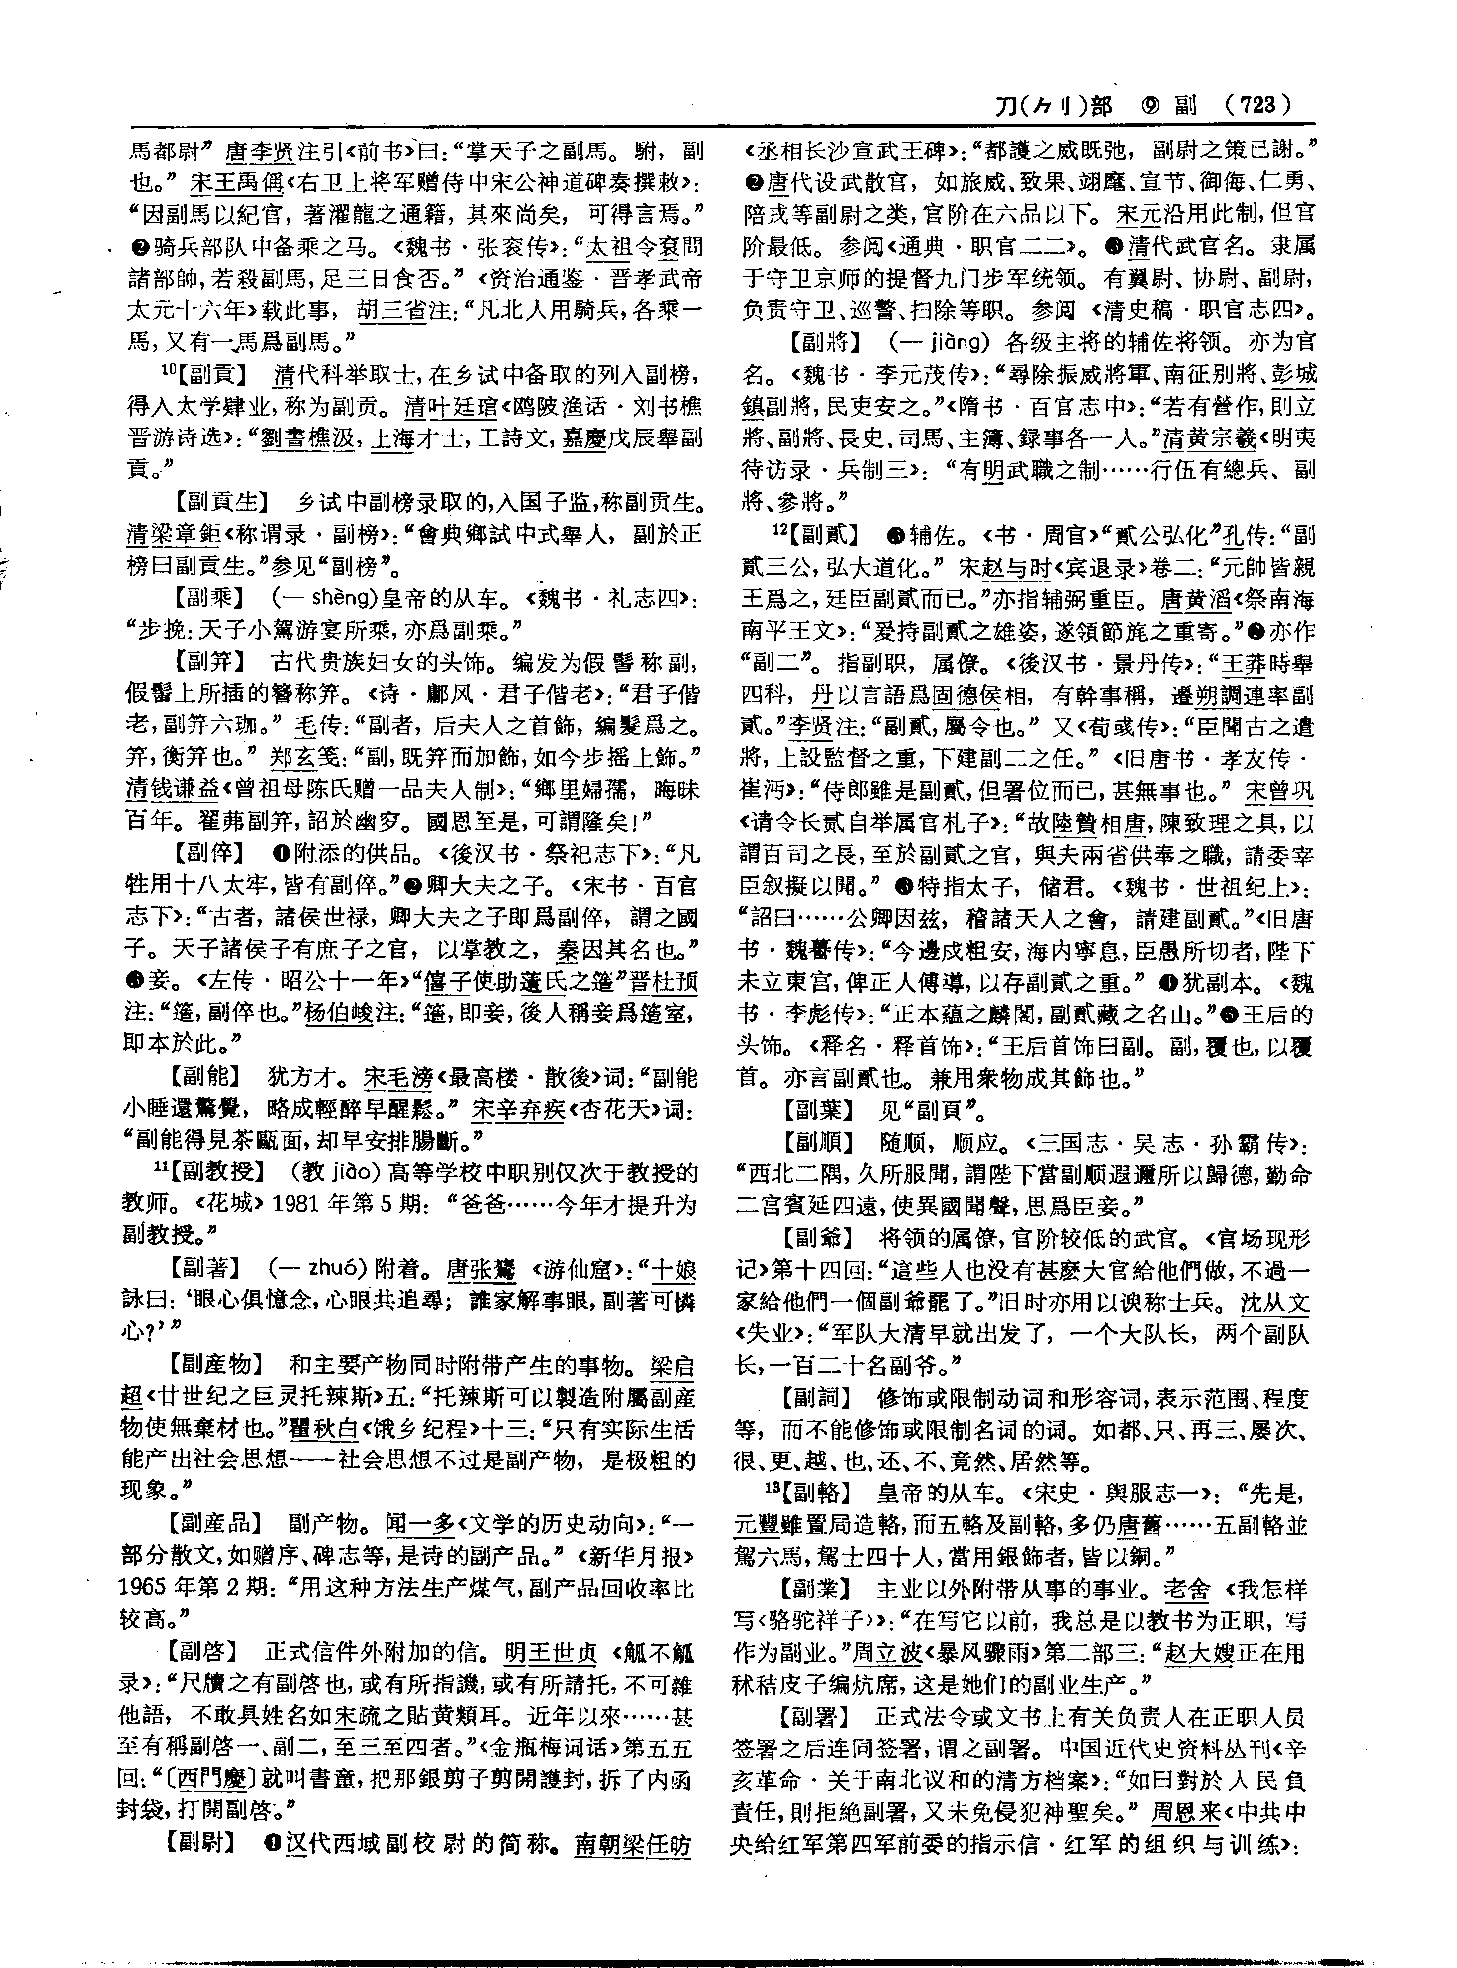 刀(⺈刂)部　⑨　副　（723）
馬都尉”唐李贤注引《前书》曰：“掌天子之副馬。駙，副
也。”宋王禹偁《右卫上将军赠侍中宋公神道碑奏撰敕》：
“因副馬以紀官，著濯龍之通籍，其來尚矣，可得言焉。”
❷骑兵部队中备乘之马。《魏书·张衮传》：“太祖令衮問
諸部帥，若殺副馬，足三日食否。”《资治通鉴·晋孝武帝
太元十六年》载此事，胡三省注：“凡北人用騎兵，各乘一
馬，又有一馬爲副馬。”
10【副貢】　清代科举取士，在乡试中备取的列入副榜，
得入太学肄业，称为副贡。清叶廷琯《鸥陂渔话·刘书樵
晋游诗选》：“劉書樵汲，上海才士，工詩文，嘉慶戊辰舉副
貢。”
【副貢生】　乡试中副榜录取的，入国子监，称副贡生。
清梁章鉅《称谓录·副榜》：“會典鄉試中式舉人，副於正
榜曰副貢生。”参见“副榜”。
【副乘】　（一 shèng)皇帝的从车。《魏书·礼志四》：
“步挽：天子小駕游宴所乘，亦爲副乘。”
【副笄】　古代贵族妇女的头饰。编发为假髻称副，
假髻上所插的簪称笄。《诗·鄘风·君子偕老》：“君子偕
老，副笄六珈。”毛传：“副者，后夫人之首飾，編髮爲之。
笄，衡笄也。”郑玄笺：“副，既笄而加飾，如今步摇上飾。”
清钱谦益《曾祖母陈氏赠一品夫人制》：“鄉里婦孺，晦昧
百年。翟茀副笄，詔於幽穸。國恩至是，可謂隆矣！”
【副倅】　❶附添的供品。《後汉书·祭祀志下》：“凡
牲用十八太牢，皆有副倅。”❷卿大夫之子。《宋书·百官
志下》：“古者，諸侯世禄，卿大夫之子即爲副倅，謂之國
子。天子諸侯子有庶子之官，以掌教之，秦因其名也。”
❸妾。《左传·昭公十一年》“僖子使助薳氏之簉”晋杜预
注：“簉，副倅也。”杨伯峻注：“簉，即妾，後人稱妾爲簉室，
即本於此。”
【副能】　犹方才。宋毛滂《最高楼·散後》词：“副能
小睡還驚覺，略成輕醉早醒鬆。”宋辛弃疾《杏花天》词：
“副能得見茶甌面，却早安排腸斷。”
11【副教授】　（教 jiào）高等学校中职别仅次于教授的
教师。《花城》1981年第5期：“爸爸……今年才提升为
副教授。”
【副著】　（一 zhuó)附着。唐张鷟《游仙窟》：“十娘
詠曰：‘眼心俱憶念，心眼共追尋；誰家解事眼，副著可憐
心？’”
【副産物】　和主要产物同时附带产生的事物。梁启
超《廿世纪之巨灵托辣斯》五：“托辣斯可以製造附屬副産
物使無棄材也。”瞿秋白《饿乡纪程》十三：“只有实际生活
能产出社会思想——社会思想不过是副产物，是极粗的
现象。”
【副産品】　副产物。闻一多《文学的历史动向》：“一
部分散文，如赠序、碑志等，是诗的副产品。”《新华月报》
1965年第2期：“用这种方法生产煤气，副产品回收率比
较高。”
【副啓】　正式信件外附加的信。明王世贞《觚不觚
录》：“尺牘之有副啓也，或有所指譏，或有所請托，不可雜
他語，不敢具姓名如宋疏之貼黄類耳。近年以來……甚
至有稱副啓一、副二，至三至四者。”《金瓶梅词话》第五五
回：“〔西門慶〕就叫書童，把那銀剪子剪開護封，拆了内函
封袋，打開副啓。”
【副尉】　❶汉代西域副校尉的简称。南朝梁任昉
《丞相长沙宣武王碑》：“都護之威既弛，副尉之策已謝。”
❷唐代设武散官，如旅威、致果、翊麾、宣节、御侮、仁勇、
陪戎等副尉之类，官阶在六品以下。宋元沿用此制，但官
阶最低。参阅《通典·职官二二》。❸清代武官名。隶属
于守卫京师的提督九门步军统领。有翼尉、协尉、副尉，
负责守卫、巡警、扫除等职。参阅《清史稿·职官志四》。
【副將】　（一 jiàng）各级主将的辅佐将领。亦为官
名。《魏书·李元茂传》：“尋除振威將軍、南征别將、彭城
鎮副將，民吏安之。”《隋书·百官志中》：“若有營作，則立
將、副將、長史、司馬、主簿、録事各一人。”清黄宗羲《明夷
待访录·兵制三》：“有明武職之制……行伍有總兵、副
將、參將。”
12【副貳】　❶辅佐。《书·周官》“貳公弘化”孔传：“副
貳三公，弘大道化。”宋赵与时《宾退录》卷二：“元帥皆親
王爲之，廷臣副貳而已。”亦指辅弼重臣。唐黄滔《祭南海
南平王文》：“爰持副貳之雄姿，遂領節旄之重寄。”❷亦作
“副二”。指副职，属僚。《後汉书·景丹传》：“王莽時舉
四科，丹以言語爲固德侯相，有幹事稱，遷朔調連率副
貳。”李贤注：“副貳，屬令也。”又《荀彧传》：“臣聞古之遣
將，上設監督之重，下建副二之任。”《旧唐书·孝友传·
崔沔》：“侍郎雖是副貳，但署位而已，甚無事也。”宋曾巩
《请令长贰自举属官札子》：“故陸贄相唐，陳致理之具，以
謂百司之長，至於副貳之官，與夫兩省供奉之職，請委宰
臣叙擬以聞。”❸特指太子，储君。《魏书·世祖纪上》：
“詔曰……公卿因兹，稽諸天人之會，請建副貳。”《旧唐
书·魏謩传》：“今邊戍粗安，海内寧息，臣愚所切者，陛下
未立東宫，俾正人傅導，以存副貳之重。”❹犹副本。《魏
书·李彪传》：“正本蕴之麟閣，副貳藏之名山。”❺王后的
头饰。《释名·释首饰》：“王后首饰曰副。副，覆也，以覆
首。亦言副貳也。兼用衆物成其飾也。”
【副葉】　见“副頁”。
【副順】　随顺，顺应。《三国志·吴志·孙霸传》：
“西北二隅，久所服聞，謂陛下當副顺遐邇所以歸德，勤命
二宫賓延四遠，使異國聞聲，思爲臣妾。”
【副爺】　将领的属僚，官阶较低的武官。《官场现形
记》第十四回：“這些人也没有甚麽大官給他們做，不過一
家給他們一個副爺罷了。”旧时亦用以谀称士兵。沈从文
《失业》：“军队大清早就出发了，一个大队长，两个副队
长，一百二十名副爷。”
【副詞】　修饰或限制动词和形容词，表示范围、程度
等，而不能修饰或限制名词的词。如都、只、再三、屡次、
很、更、越、也、还、不、竟然、居然等。
13【副輅】　皇帝的从车。《宋史·舆服志一》：“先是，
元豐雖置局造輅，而五輅及副輅，多仍唐舊……五副輅並
駕六馬，駕士四十人，當用銀飾者，皆以銅。”
【副業】　主业以外附带从事的事业。老舍《我怎样
写〈骆驼祥子〉》：“在写它以前，我总是以教书为正职，写
作为副业。”周立波《暴风骤雨》第二部三：“赵大嫂正在用
秫秸皮子编炕席，这是她们的副业生产。”
【副署】　正式法令或文书上有关负责人在正职人员
签署之后连同签署，谓之副署。中国近代史资料丛刊《辛
亥革命·关于南北议和的清方档案》：“如曰對於人民負
責任，則拒绝副署，又未免侵犯神聖矣。”周恩来《中共中
央给红军第四军前委的指示信·红军的组织与训练》：